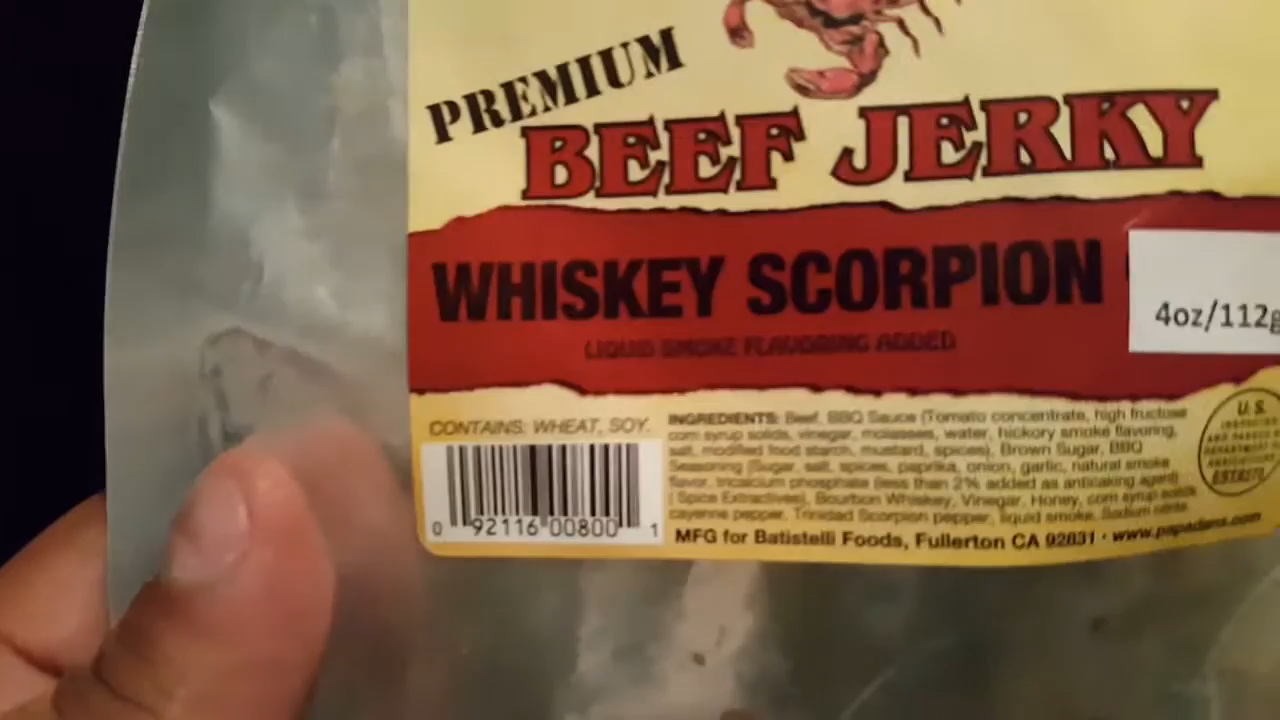 PREMIUM
BEEF JERKY
WHISKEY SCORPION
4oz/112g
LIQUID SMOKE FLAVORING ADDED
CONTAINS: WHEAT, SOY.
INGREDIENTS: Beef, BBQ Sauce (Tomato concentrate, high fructose
corn syrup solids, vinegar, molasses, water, hickory smoke flavoring,
salt, modified food starch, mustard, spices), Brown Sugar, BBQ
Seasoning (Sugar, salt, spices, paprika, onion, garlic, natural smoke
flavor, tricalcium phosphate (less than 2% added as anticaking agent)
(Spice Extractives), Bourbon Whiskey, Vinegar, Honey, corn syrup solids
cayenne pepper, Trinidad Scorpion pepper, liquid smoke, Sodium nitrite
MFG for Batistelli Foods, Fullerton CA 92831 • www.papadans.com
0 92116 00800 1
U.S.